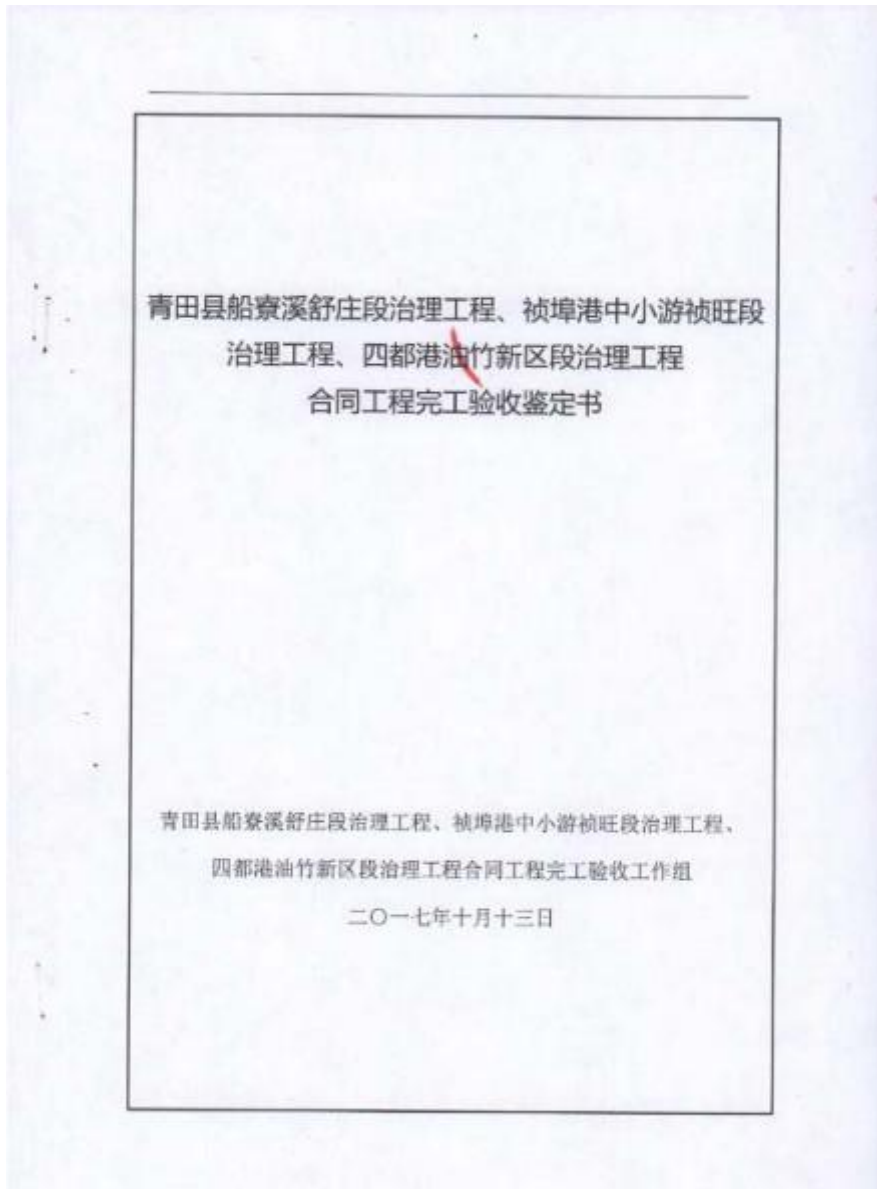 青田县船寮溪舒庄段治理工程、祯埠港中小游祯旺段
治理工程、四都港油竹新区段治理工程
合同工程完工验收鉴定书
青田县船寮溪舒庄段治理工程、祯埠港中小游祯旺段治理工程、
四都港油竹新区段治理工程合同工程完工验收工作组
二〇一七年十月十三日